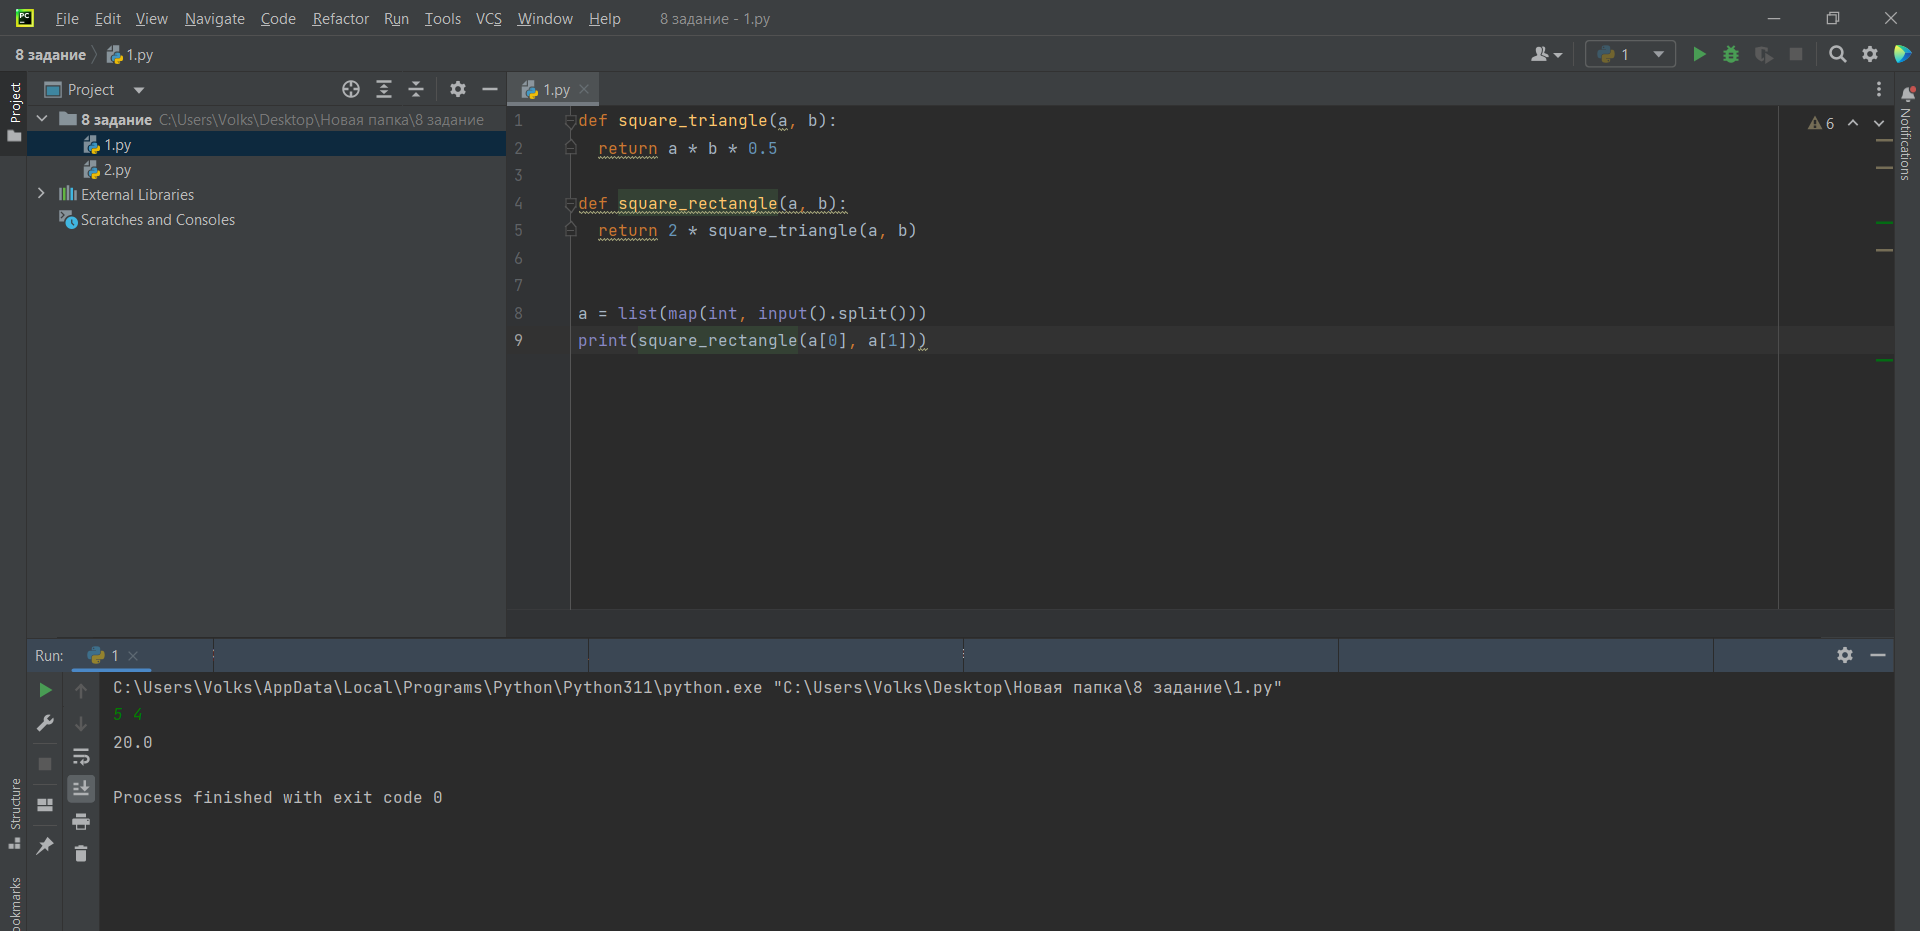 File Edit View Navigate Code Refactor Run Tools VCS Window Help 8 задание - 1.py
8 задание 1.py
1
Project
Project
8 задание C:\Users\Volks\Desktop\Новая папка\8 задание
1.py
2.py
External Libraries
Scratches and Consoles
1.py
6
1 def square_triangle(a, b):
2 return a * b * 0.5
3
4 def square_rectangle(a, b):
5 return 2 * square_triangle(a, b)
6
7
8 a = list(map(int, input().split()))
9 print(square_rectangle(a[0], a[1]))
Notifications
Run: 1
C:\Users\Volks\AppData\Local\Programs\Python\Python311\python.exe "C:\Users\Volks\Desktop\Новая папка\8 задание\1.py"
5 4
20.0
Process finished with exit code 0
Structure
ookmarks